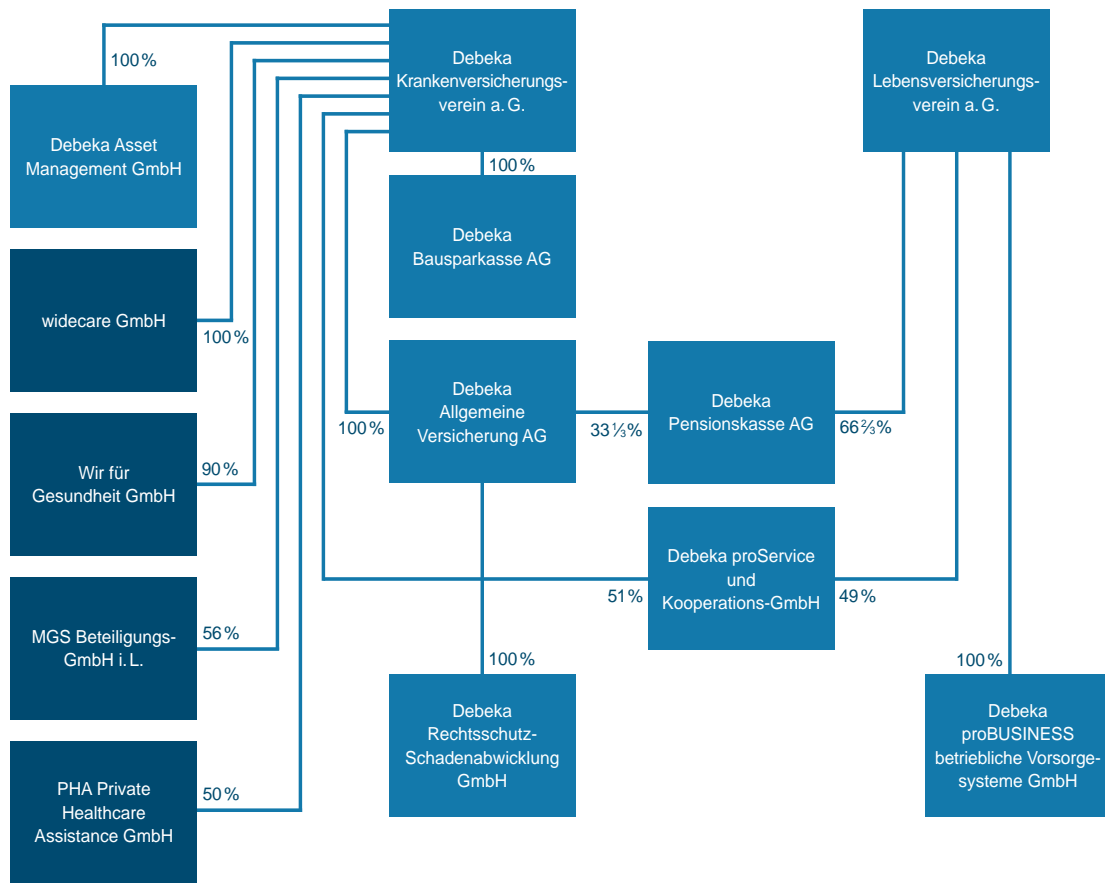 Debeka
Krankenversicherungs-
verein a. G.
Debeka
Lebensversicherungs-
verein a. G.
100 %
Debeka Asset
Management GmbH
100 %
Debeka
Bausparkasse AG
widecare GmbH
100 %
Debeka
Allgemeine
Versicherung AG
100 %
33 ⅓%
Debeka
Pensionskasse AG
66 ⅔%
Wir für
Gesundheit GmbH
90 %
Debeka proService
und
Kooperations-GmbH
51 %
49 %
MGS Beteiligungs-
GmbH i. L.
56 %
100 %
Debeka
Rechtsschutz-
Schadenabwicklung
GmbH
100 %
Debeka
proBUSINESS
betriebliche Vorsorge-
systeme GmbH
PHA Private
Healthcare
Assistance GmbH
50 %